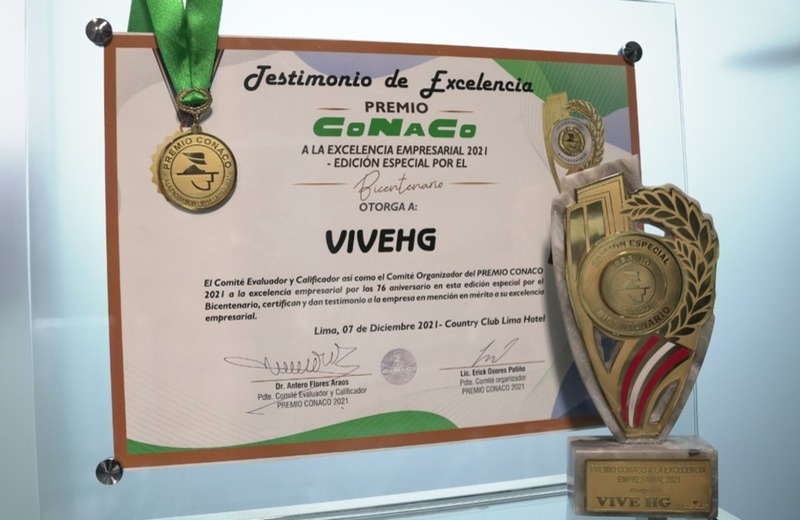 Testimonio de Excelencia
PREMIO
CONACO
A LA EXCELENCIA EMPRESARIAL 2021
- EDICIÓN ESPECIAL POR EL
Bicentenario
OTORGA A:
VIVEHG
El Comité Evaluador y Calificador así como el Comité Organizador del PREMIO CONACO
2021 a la excelencia empresarial por los 76 aniversario en esta edición especial por el
Bicentenario, certifican y dan testimonio a la empresa en mención en mérito a su excelencia
empresarial.
Lima, 07 de Diciembre 2021- Country Club Lima Hotel
Dr. Antero Flores Araos
Pdte. Comité Evaluador y Calificador
PREMIO CONACO 2021
Lic. Erick Osores Patiño
Pdte. Comité organizador
PREMIO CONACO 2021
PREMIO CONACO
EDICIÓN ESPECIAL
PREMIO
BICENTENARIO
PREMIO CONACO A LA EXCELENCIA
EMPRESARIAL 2021
VIVE HG